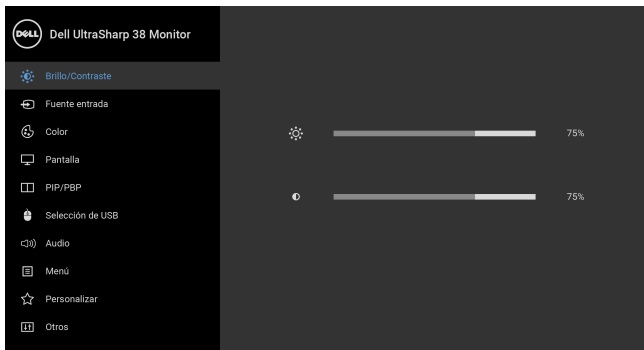 DELL
Dell UltraSharp 38 Monitor
Brillo/Contraste
Fuente entrada
Color
75%
Pantalla
PIP/PBP
75%
Selección de USB
Audio
Menú
Personalizar
Otros